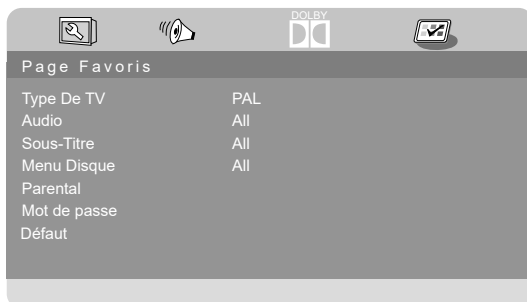 DOLBY
Page Favoris
Type De TV PAL
Audio All
Sous-Titre All
Menu Disque All
Parental
Mot de passe
Défaut